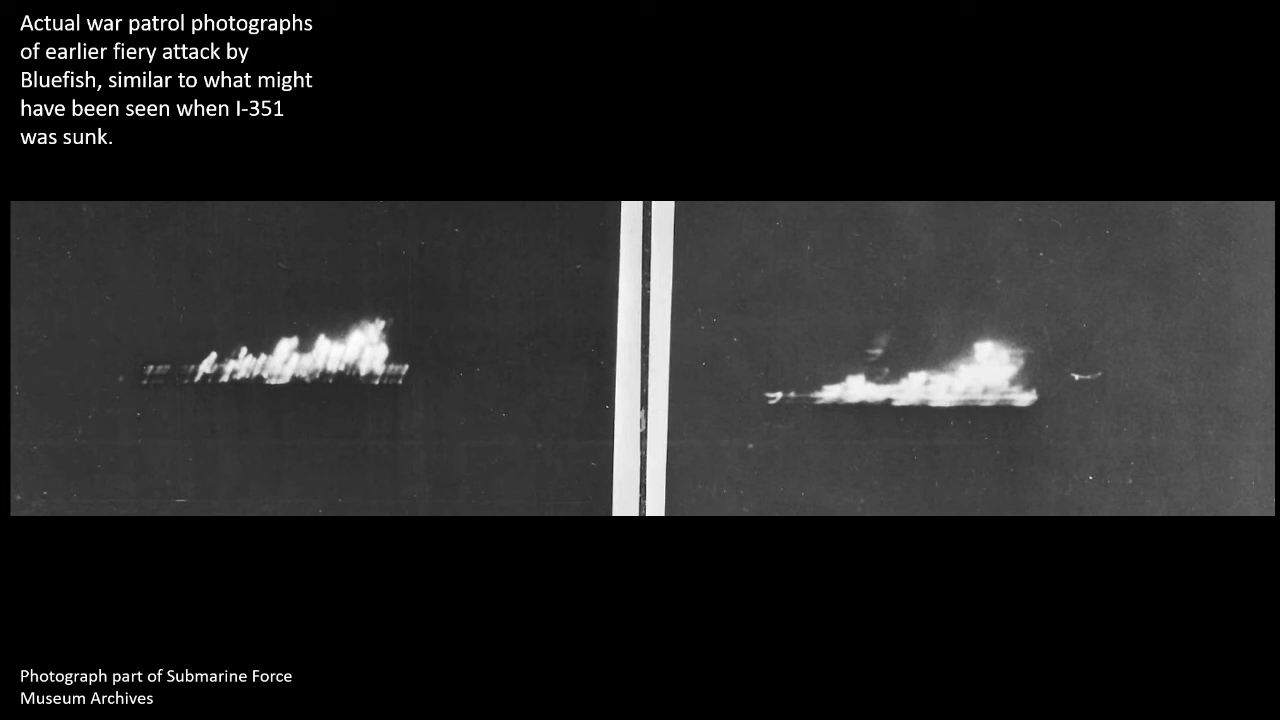 Actual war patrol photographs
of earlier fiery attack by
Bluefish, similar to what might
have been seen when I-351
was sunk.
Photograph part of Submarine Force
Museum Archives